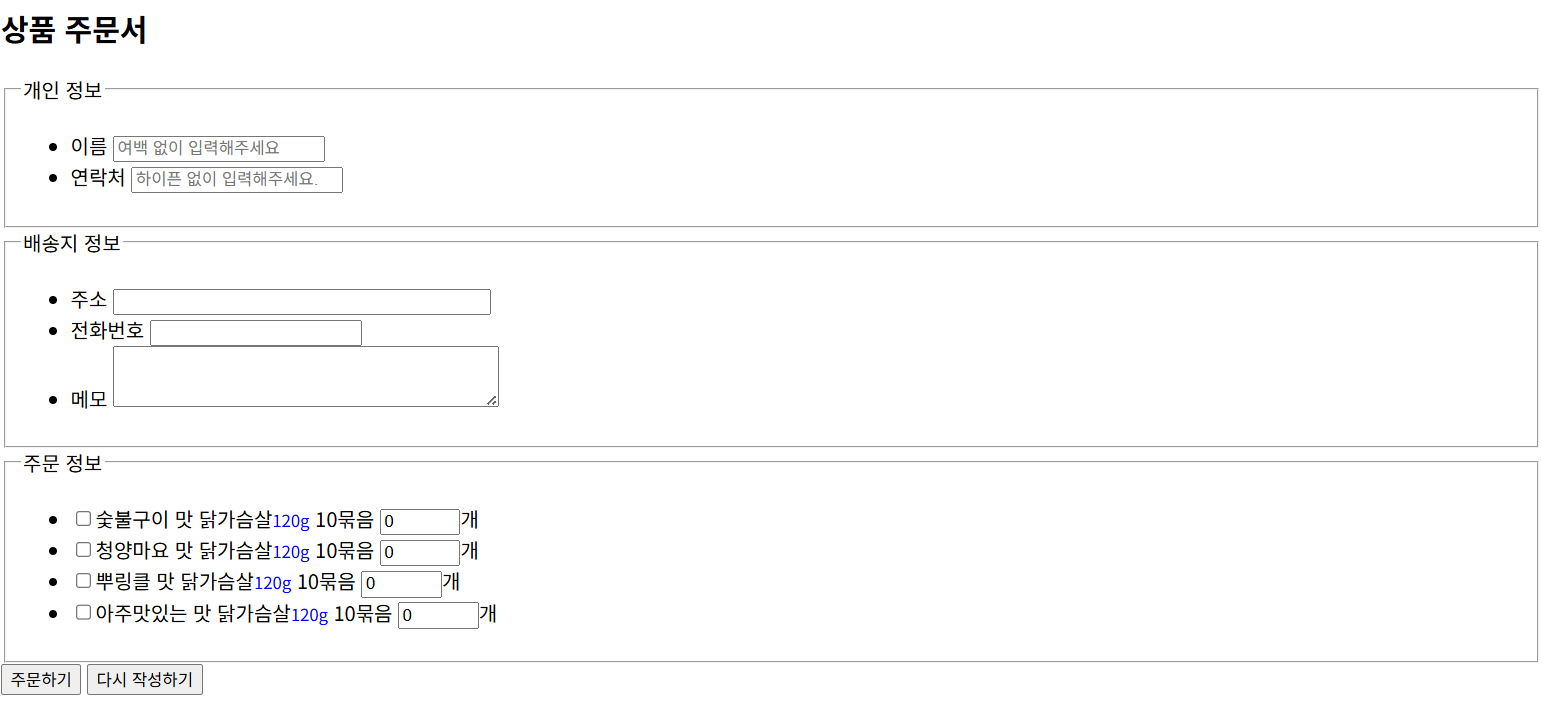 상품 주문서
개인 정보
이름 여백 없이 입력해주세요
연락처 하이픈 없이 입력해주세요.
배송지 정보
주소
전화번호
메모
주문 정보
숯불구이 맛 닭가슴살120g 10묶음 0개
청양마요 맛 닭가슴살120g 10묶음 0개
뿌링클 맛 닭가슴살120g 10묶음 0개
아주맛있는 맛 닭가슴살120g 10묶음 0개
주문하기 다시 작성하기